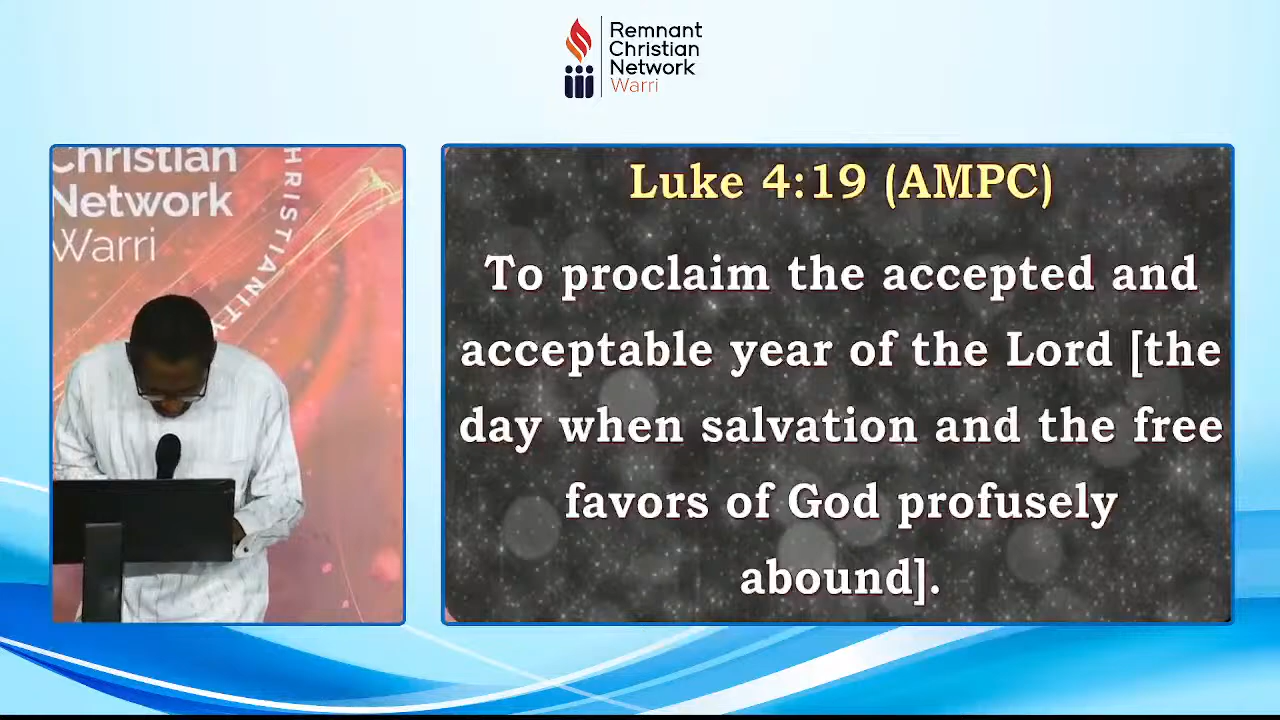 Remnant
Christian
Network
Warri
Christian
Network
Warri
HRISTIANITY
Luke 4:19 (AMPC)
To proclaim the accepted and
acceptable year of the Lord [the
day when salvation and the free
favors of God profusely
abound].